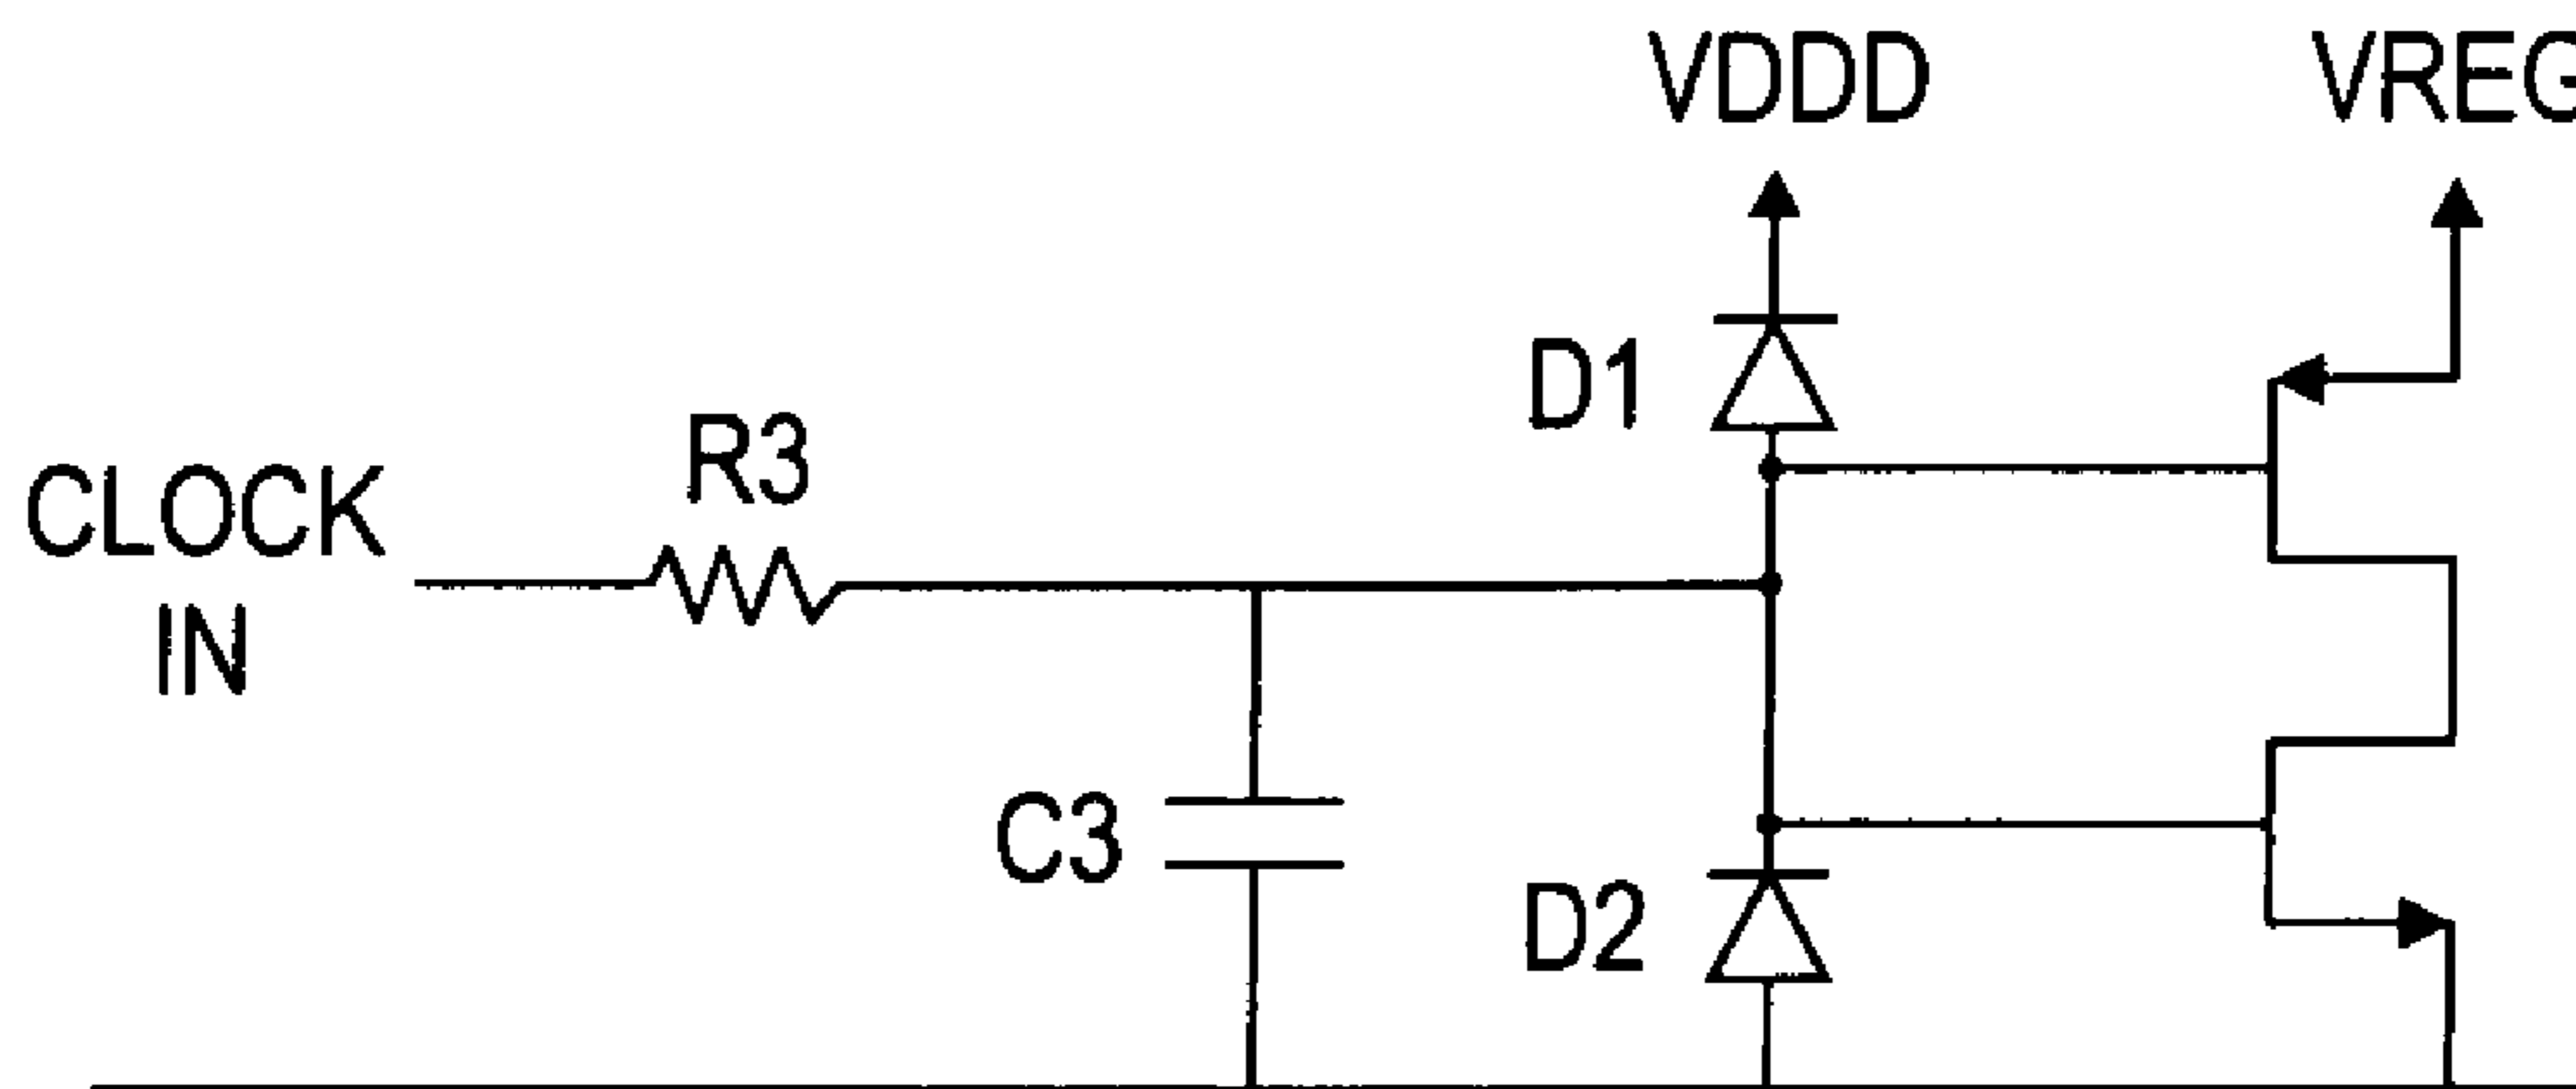 VDDD
VREG
D1
R3
CLOCK
IN
C3
D2